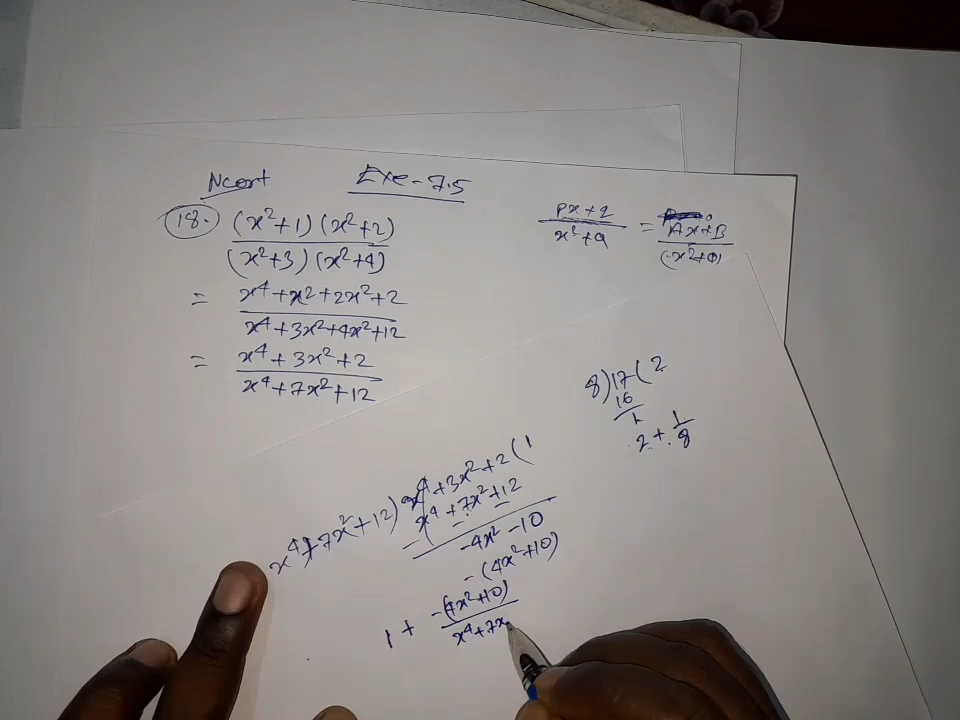 Ncert Exe-7.5
18. (x²+1)(x²+2)
(x²+3)(x²+4)
= x⁴+x²+2x²+2
x⁴+3x²+4x²+12
= x⁴+3x²+2
x⁴+7x²+12
px+q = Ax+B
x²+a (x²+a)
8)17(2
16
1
2+1
8
x⁴+7x²+12)x⁴+3x²+2(1
x⁴+7x²+12
- - -
-4x²-10
-(4x²+10)
1+ -(4x²+10)
x⁴+7x